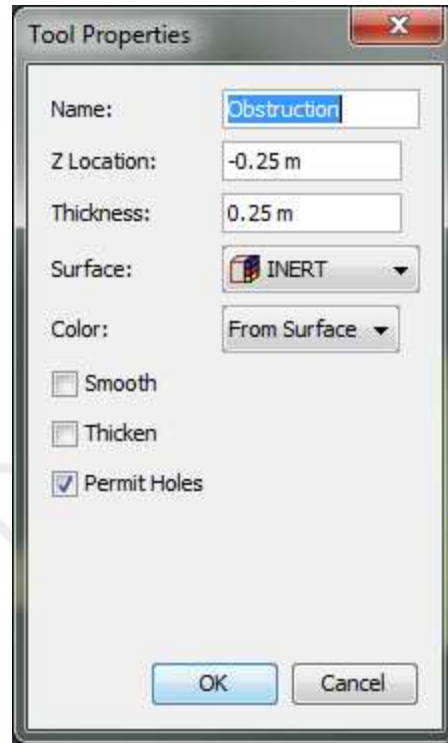 Tool Properties
Name: Obstruction
Z Location: -0.25 m
Thickness: 0.25 m
Surface: INERT
Color: From Surface
Smooth
Thicken
Permit Holes
OK Cancel